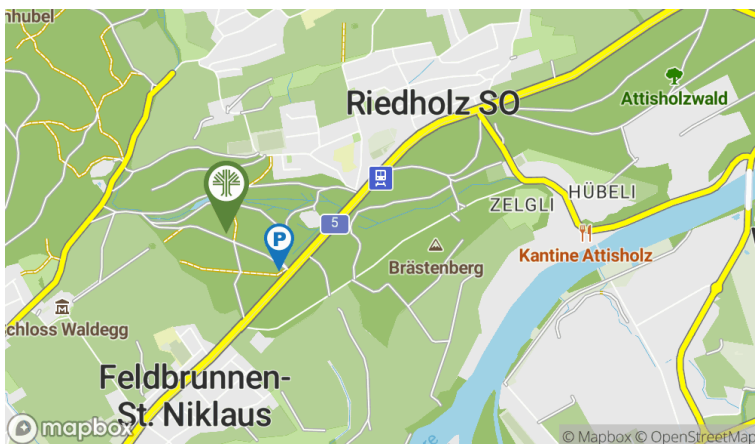 nhubel
Riedholz SO
Attisholzwald
HÜBELI
ZELGLI
5
P
Kantine Attisholz
Brästenberg
chloss Waldegg
Feldbrunnen-
St. Niklaus
mapbox
© Mapbox © OpenStreetMap